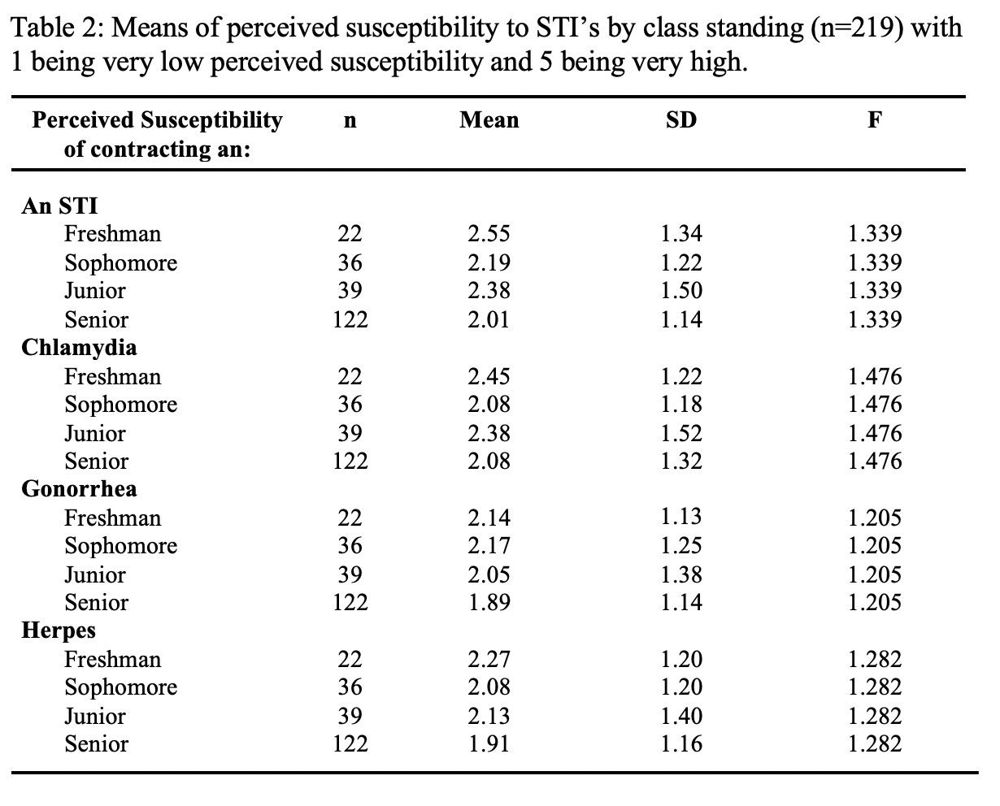 Table 2: Means of perceived susceptibility to STI’s by class standing (n=219) with
1 being very low perceived susceptibility and 5 being very high.
Perceived Susceptibility n Mean SD F
of contracting an:
An STI
Freshman 22 2.55 1.34 1.339
Sophomore 36 2.19 1.22 1.339
Junior 39 2.38 1.50 1.339
Senior 122 2.01 1.14 1.339
Chlamydia
Freshman 22 2.45 1.22 1.476
Sophomore 36 2.08 1.18 1.476
Junior 39 2.38 1.52 1.476
Senior 122 2.08 1.32 1.476
Gonorrhea
Freshman 22 2.14 1.13 1.205
Sophomore 36 2.17 1.25 1.205
Junior 39 2.05 1.38 1.205
Senior 122 1.89 1.14 1.205
Herpes
Freshman 22 2.27 1.20 1.282
Sophomore 36 2.08 1.20 1.282
Junior 39 2.13 1.40 1.282
Senior 122 1.91 1.16 1.282